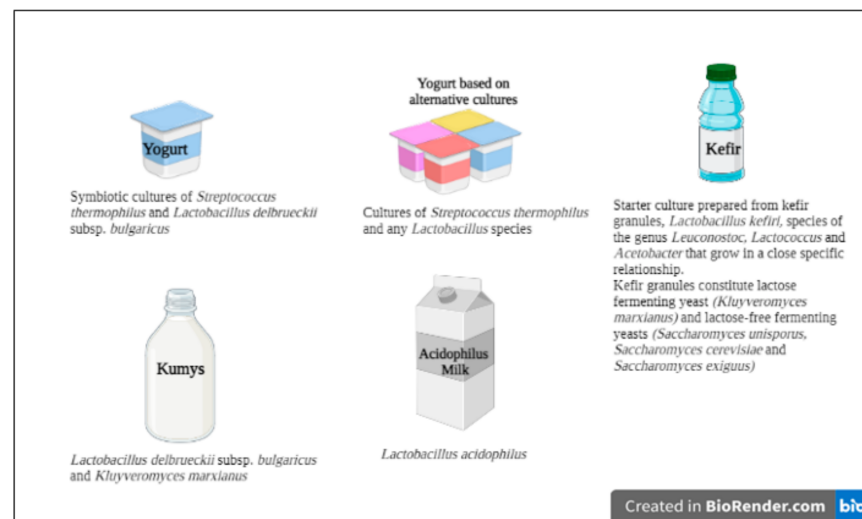 Yogurt
Symbiotic cultures of Streptococcus
thermophilus and Lactobacillus delbrueckii
subsp. bulgaricus
Yogurt based on
alternative cultures
Cultures of Streptococcus thermophilus
and any Lactobacillus species
Kefir
Starter culture prepared from kefir
granules, Lactobacillus kefiri, species of
the genus Leuconostoc, Lactococcus and
Acetobacter that grow in a close specific
relationship.
Kefir granules constitute lactose
fermenting yeast (Kluyveromyces
marxianus) and lactose-free fermenting
yeasts (Saccharomyces unisporus,
Saccharomyces cerevisiae and
Saccharomyces exiguus)
Kumys
Lactobacillus delbrueckii subsp. bulgaricus
and Kluyveromyces marxianus
Acidophilus
Milk
Lactobacillus acidophilus
Created in BioRender.com